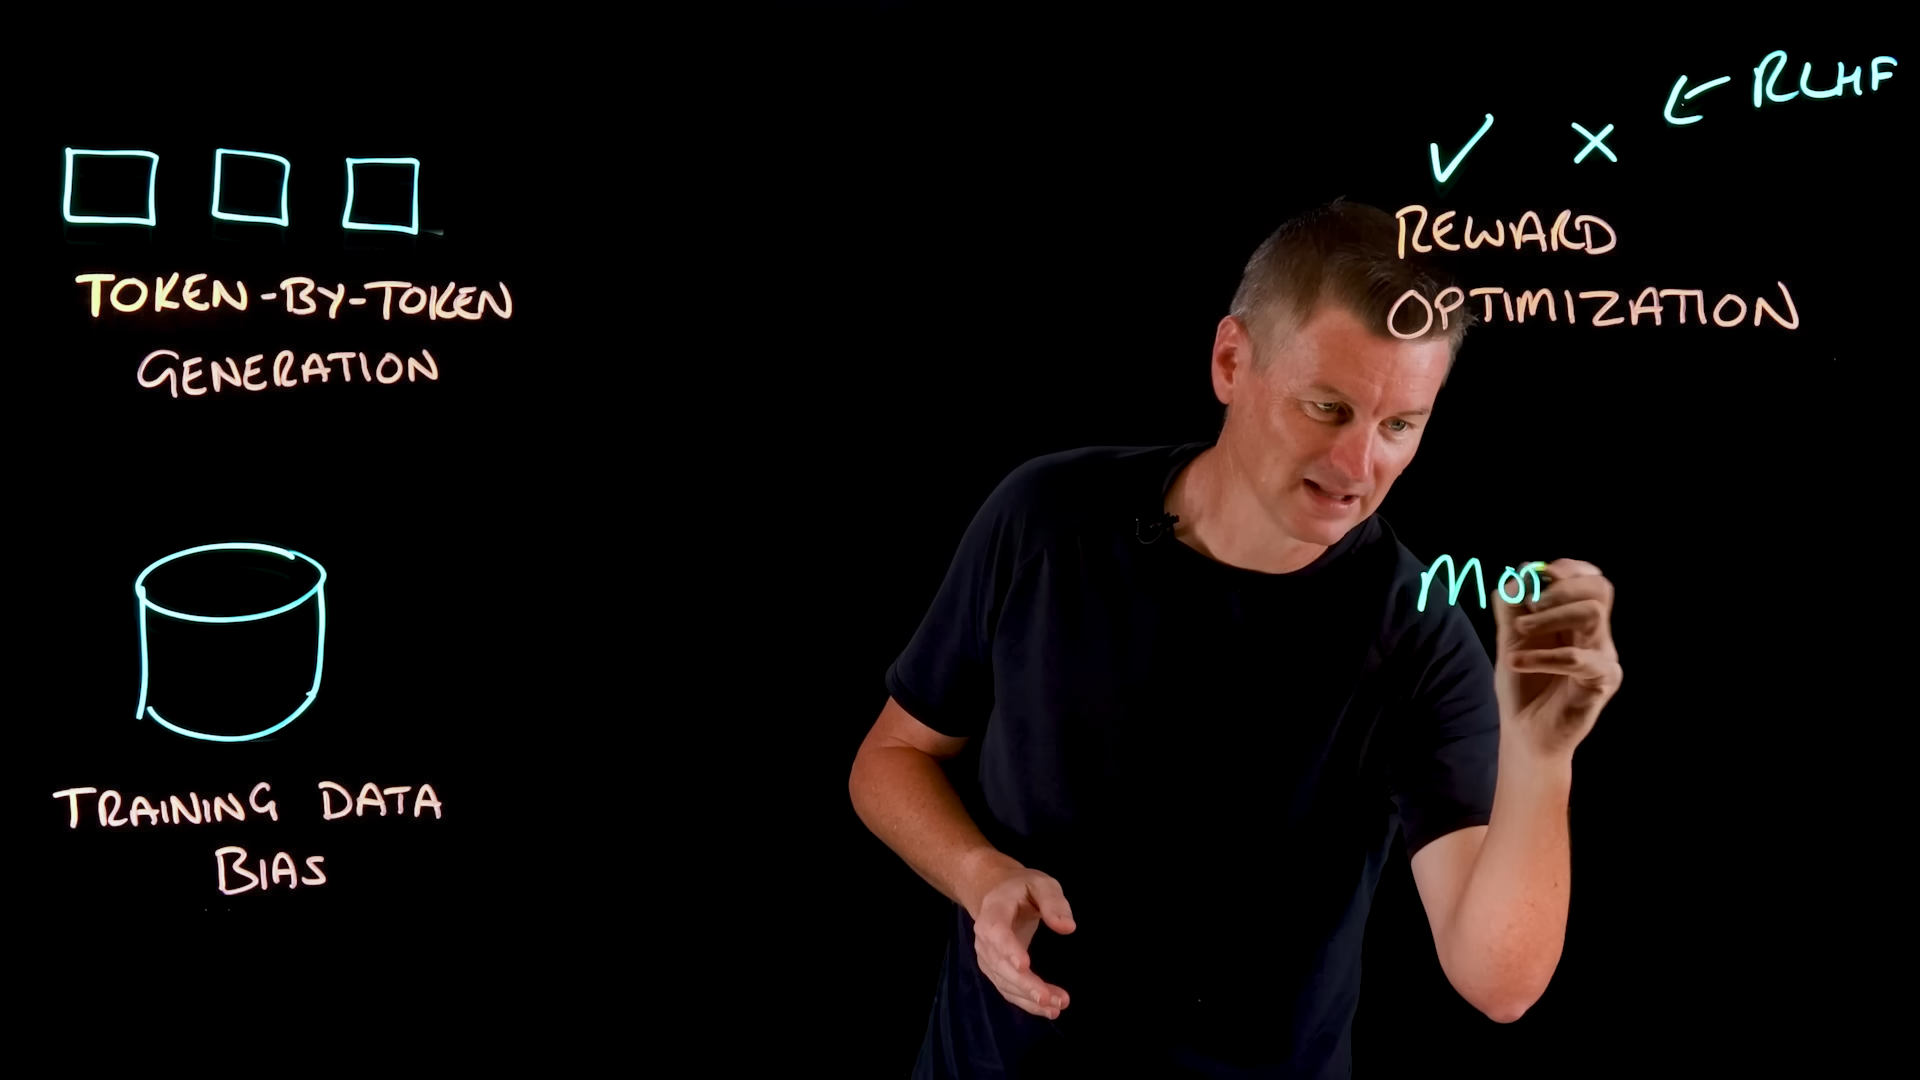 TOKEN-BY-TOKEN
GENERATION
TRAINING DATA
BIAS
← RLHF
✓ ×
REWARD
OPTIMIZATION